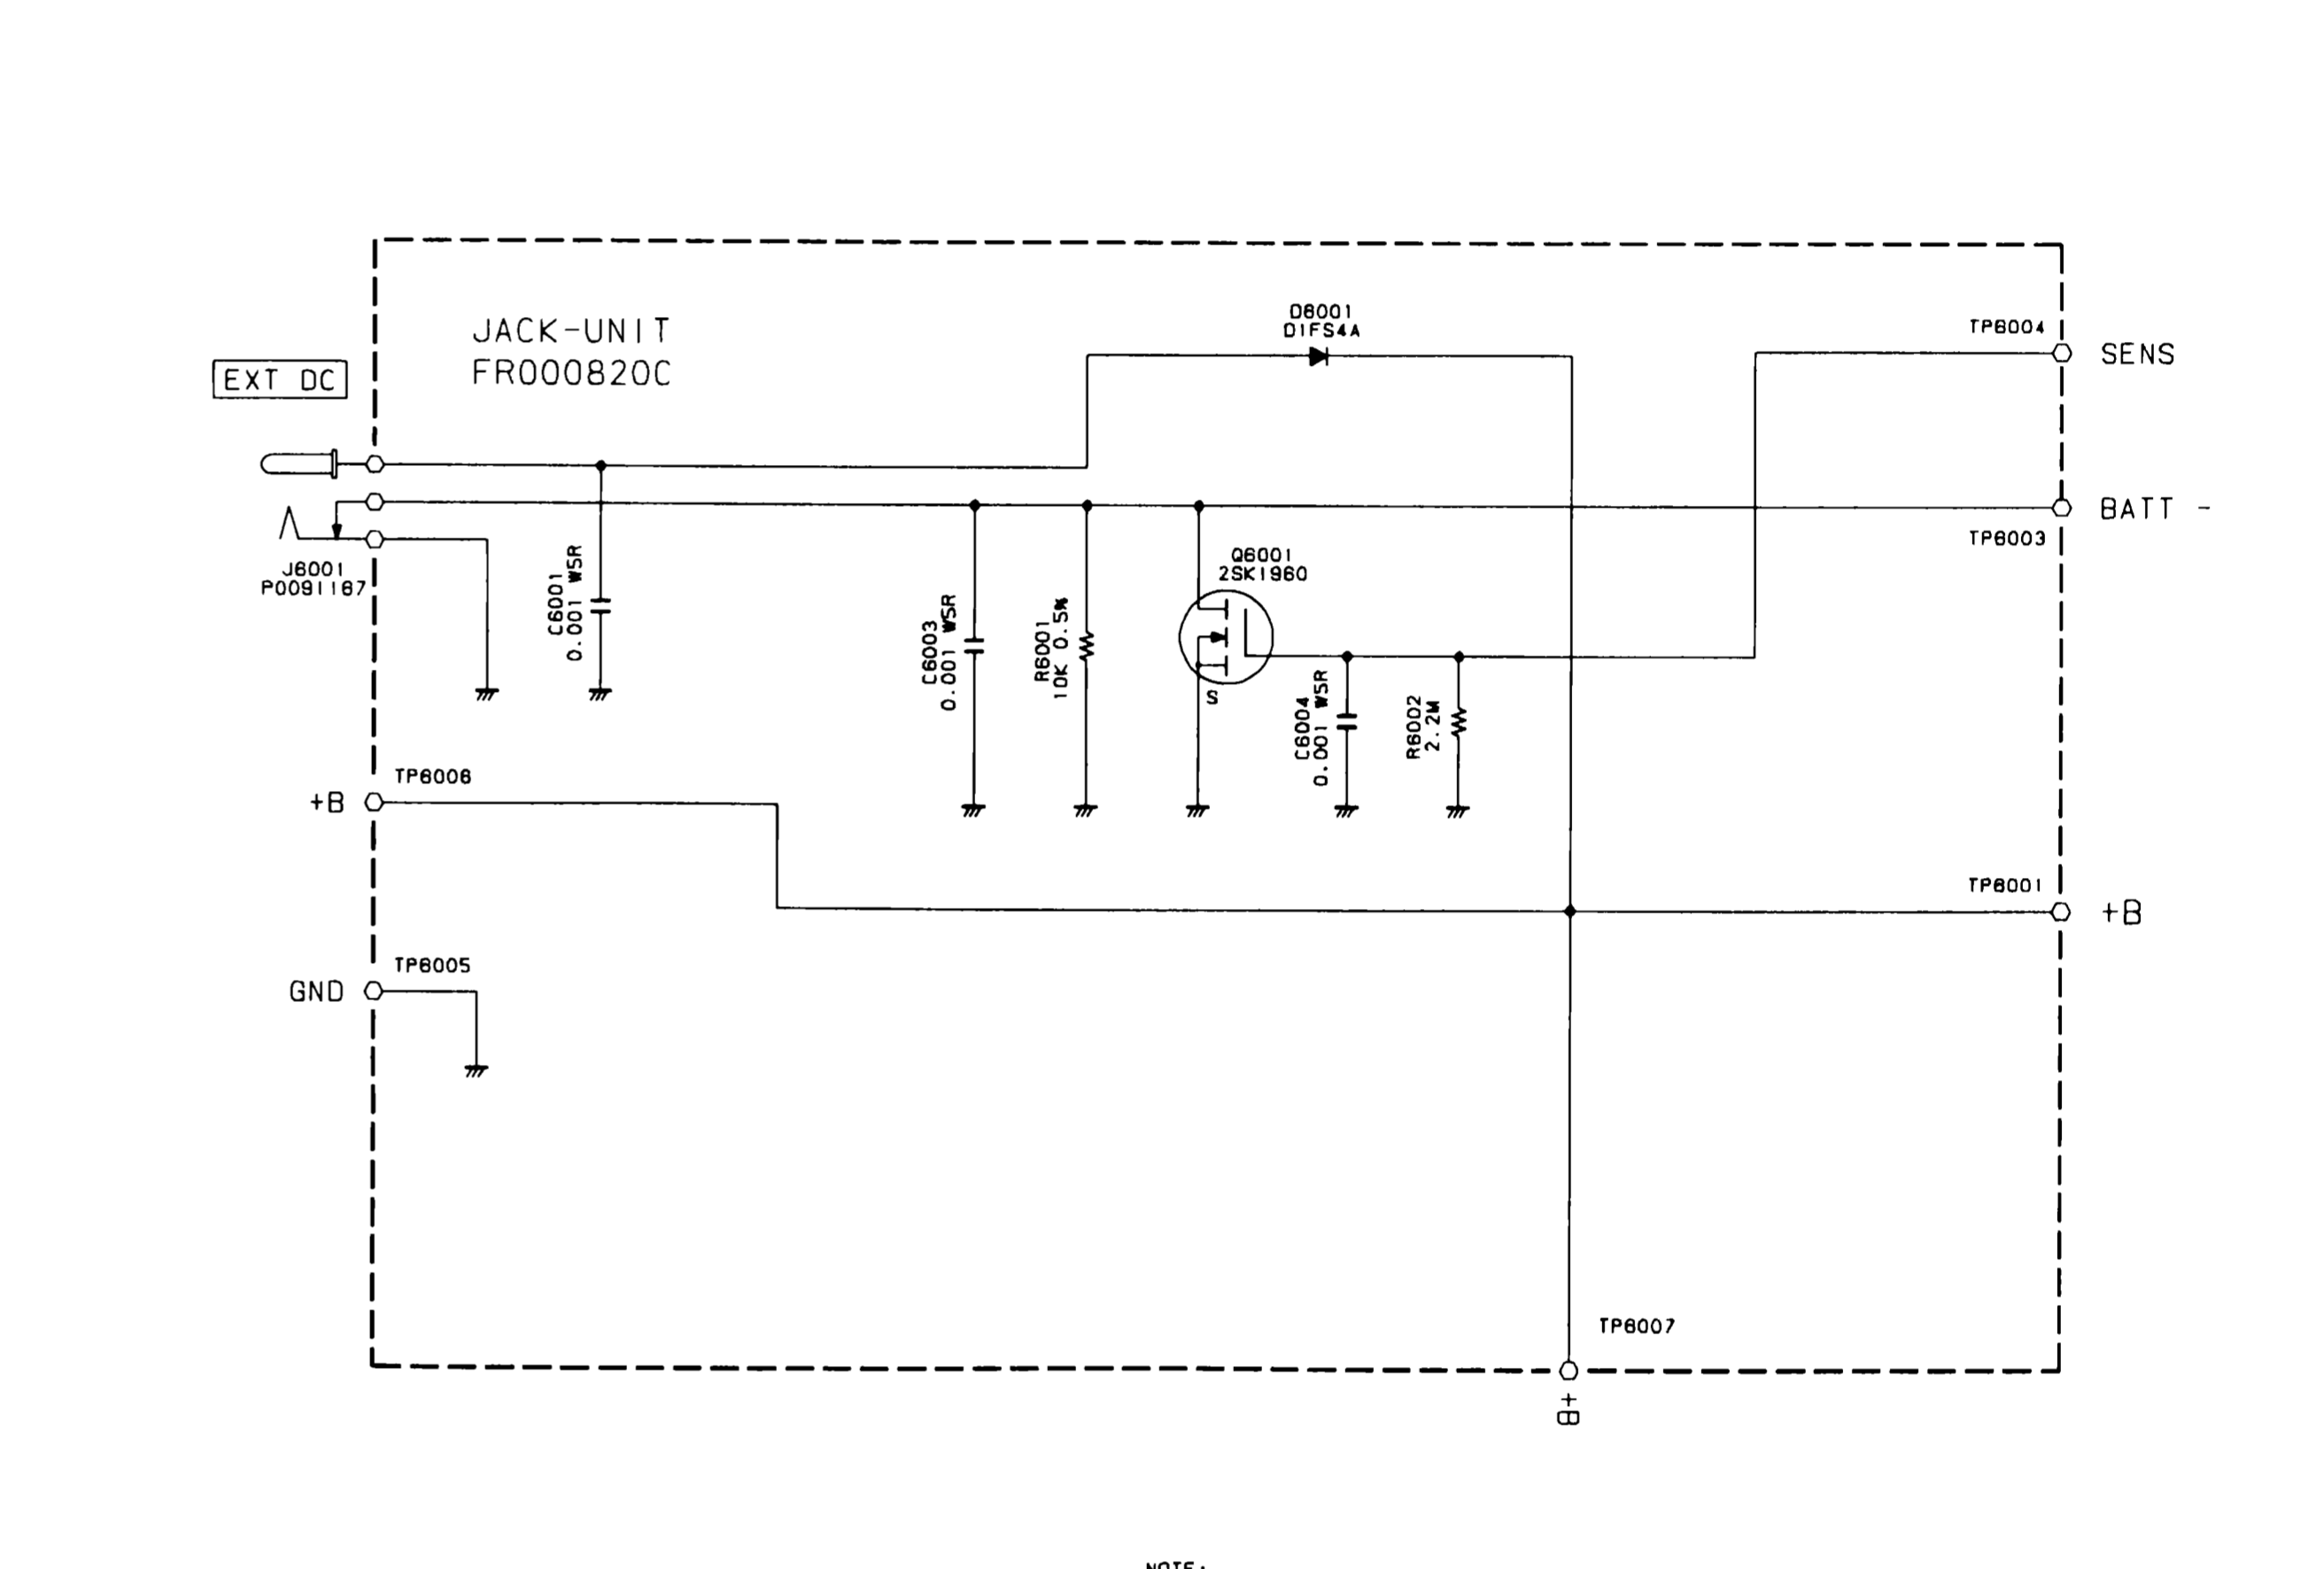 JACK-UNIT
FR000820C
EXT DC
D6001
D1FS4A
TP6004
SENS
BATT -
TP6003
J6001
P0091167
C6001
0.001 W5R
C6003
0.001 W5R
R6001
10K 0.5%
Q6001
2SK1960
S
C6004
0.001 W5R
R6002
2.2M
TP6006
+B
TP6001
+B
TP6005
GND
TP6007
+B
NOTE: